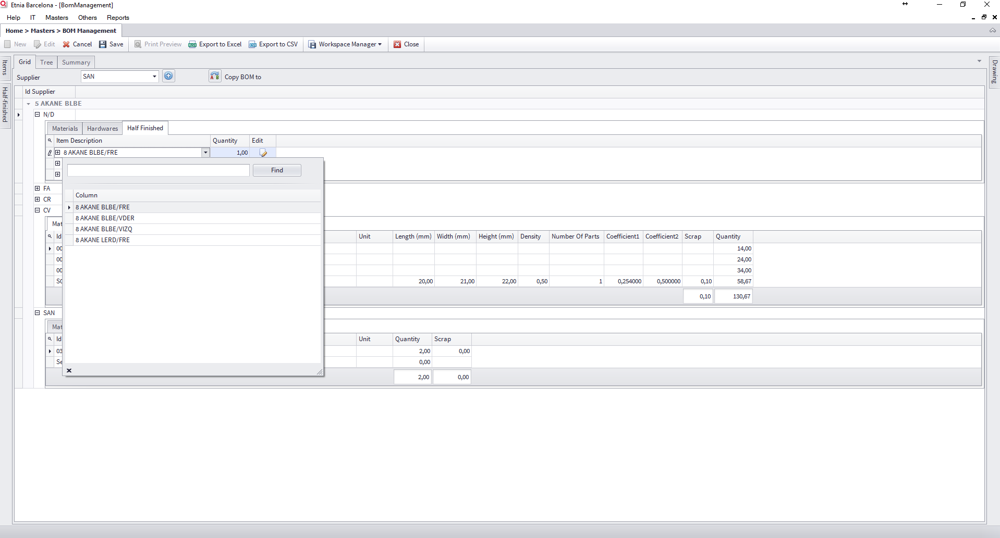 Etnia Barcelona - [BomManagement]
Help IT Masters Others Reports
Home > Masters > BOM Management
New Edit Cancel Save Print Preview Export to Excel Export to CSV Workspace Manager Close
Items
Half-finished
Drawing
Grid Tree Summary
Supplier SAN Copy BOM to
Id Supplier
5 AKANE BLBE
N/D
Materials Hardwares Half Finished
Item Description Quantity Edit
8 AKANE BLBE/FRE 1,00
Find
Column
8 AKANE BLBE/FRE
8 AKANE BLBE/VDER
8 AKANE BLBE/VIZQ
8 AKANE LERD/FRE
FA
CR
CV
Mat
Id Unit Length (mm) Width (mm) Height (mm) Density Number Of Parts Coefficient1 Coefficient2 Scrap Quantity
00 14,00
00 24,00
00 34,00
20,00 21,00 22,00 0,50 1 0,254000 0,500000 0,10 58,67
0,10 130,67
SAN
Mat
Id Unit Quantity Scrap
03 2,00 0,00
Se 0,00
2,00 0,00